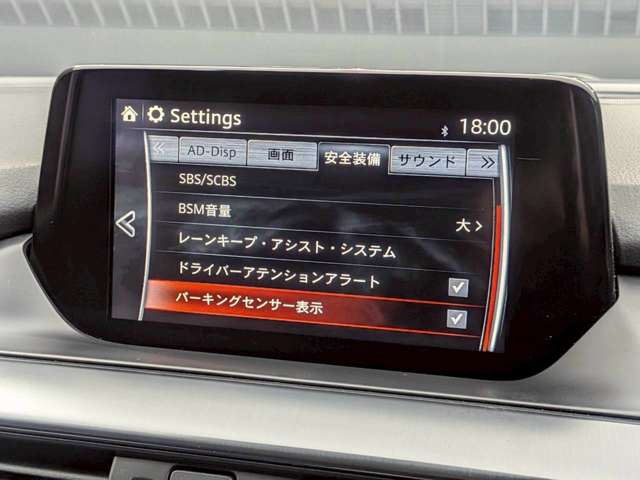 Settings
18:00
AD-Disp 画面 安全装備 サウンド
SBS/SCBS
BSM音量 大
レーンキープ・アシスト・システム
ドライバーアテンションアラート
パーキングセンサー表示